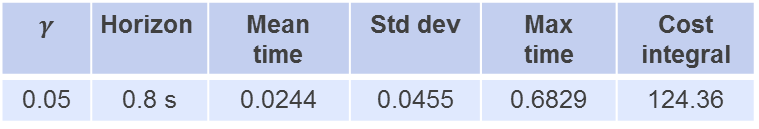 γ Horizon Mean time Std dev Max time Cost integral
0.05 0.8 s 0.0244 0.0455 0.6829 124.36